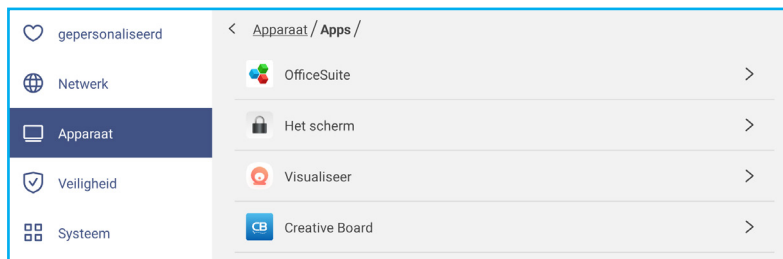 gepersonaliseerd
Netwerk
Apparaat
Veiligheid
Systeem
Apparaat / Apps /
OfficeSuite
Het scherm
Visualiseer
CB Creative Board